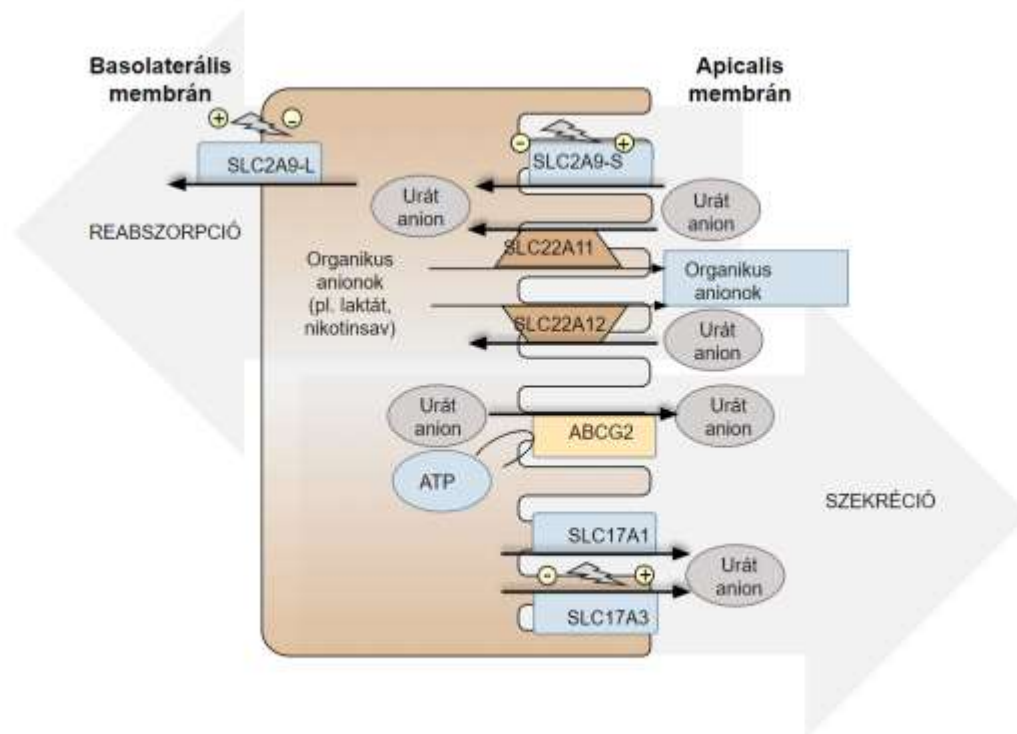 Basolaterális
membrán
Apicalis
membrán
+
-
-
+
SLC2A9-L
SLC2A9-S
Urát
anion
Urát
anion
REABSZORPCIÓ
SLC22A11
Organikus
anionok
(pl. laktát,
nikotinsav)
Organikus
anionok
SLC22A12
Urát
anion
Urát
anion
Urát
anion
ABCG2
ATP
SZEKRÉCIÓ
SLC17A1
Urát
anion
-
+
SLC17A3